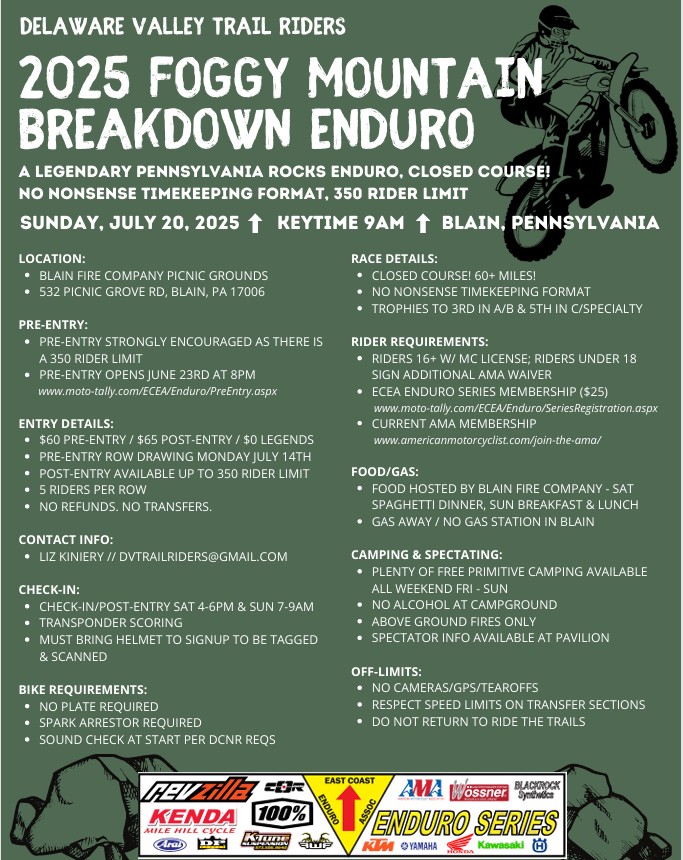 DELAWARE VALLEY TRAIL RIDERS
2025 FOGGY MOUNTAIN
BREAKDOWN ENDURO
A LEGENDARY PENNSYLVANIA ROCKS ENDURO, CLOSED COURSE!
NO NONSENSE TIMEKEEPING FORMAT, 350 RIDER LIMIT
SUNDAY, JULY 20, 2025 ⬆ KEYTIME 9AM ⬆ BLAIN, PENNSYLVANIA
LOCATION:
• BLAIN FIRE COMPANY PICNIC GROUNDS
• 532 PICNIC GROVE RD, BLAIN, PA 17006
PRE-ENTRY:
• PRE-ENTRY STRONGLY ENCOURAGED AS THERE IS
A 350 RIDER LIMIT
• PRE-ENTRY OPENS JUNE 23RD AT 8PM
www.moto-tally.com/ECEA/Enduro/PreEntry.aspx
ENTRY DETAILS:
• $60 PRE-ENTRY / $65 POST-ENTRY / $0 LEGENDS
• PRE-ENTRY ROW DRAWING MONDAY JULY 14TH
• POST-ENTRY AVAILABLE UP TO 350 RIDER LIMIT
• 5 RIDERS PER ROW
• NO REFUNDS. NO TRANSFERS.
CONTACT INFO:
• LIZ KINIERY // DVTRAILRIDERS@GMAIL.COM
CHECK-IN:
• CHECK-IN/POST-ENTRY SAT 4-6PM & SUN 7-9AM
• TRANSPONDER SCORING
• MUST BRING HELMET TO SIGNUP TO BE TAGGED
& SCANNED
BIKE REQUIREMENTS:
• NO PLATE REQUIRED
• SPARK ARRESTOR REQUIRED
• SOUND CHECK AT START PER DCNR REQS
RACE DETAILS:
• CLOSED COURSE! 60+ MILES!
• NO NONSENSE TIMEKEEPING FORMAT
• TROPHIES TO 3RD IN A/B & 5TH IN C/SPECIALTY
RIDER REQUIREMENTS:
• RIDERS 16+ W/ MC LICENSE; RIDERS UNDER 18
SIGN ADDITIONAL AMA WAIVER
• ECEA ENDURO SERIES MEMBERSHIP ($25)
www.moto-tally.com/ECEA/Enduro/SeriesRegistration.aspx
• CURRENT AMA MEMBERSHIP
www.americanmotorcyclist.com/join-the-ama/
FOOD/GAS:
• FOOD HOSTED BY BLAIN FIRE COMPANY - SAT
SPAGHETTI DINNER, SUN BREAKFAST & LUNCH
• GAS AWAY / NO GAS STATION IN BLAIN
CAMPING & SPECTATING:
• PLENTY OF FREE PRIMITIVE CAMPING AVAILABLE
ALL WEEKEND FRI - SUN
• NO ALCOHOL AT CAMPGROUND
• ABOVE GROUND FIRES ONLY
• SPECTATOR INFO AVAILABLE AT PAVILION
OFF-LIMITS:
• NO CAMERAS/GPS/TEAROFFS
• RESPECT SPEED LIMITS ON TRANSFER SECTIONS
• DO NOT RETURN TO RIDE THE TRAILS
revzilla
KENDA
MILE HILL CYCLE
100%
Arai
KTUNE
SUSPENSION
EAST COAST
ENDURO ASSOC
AMA
Wössner
BLACKROCK
Synthetics
ENDURO SERIES
KTM
YAMAHA
HONDA
Kawasaki